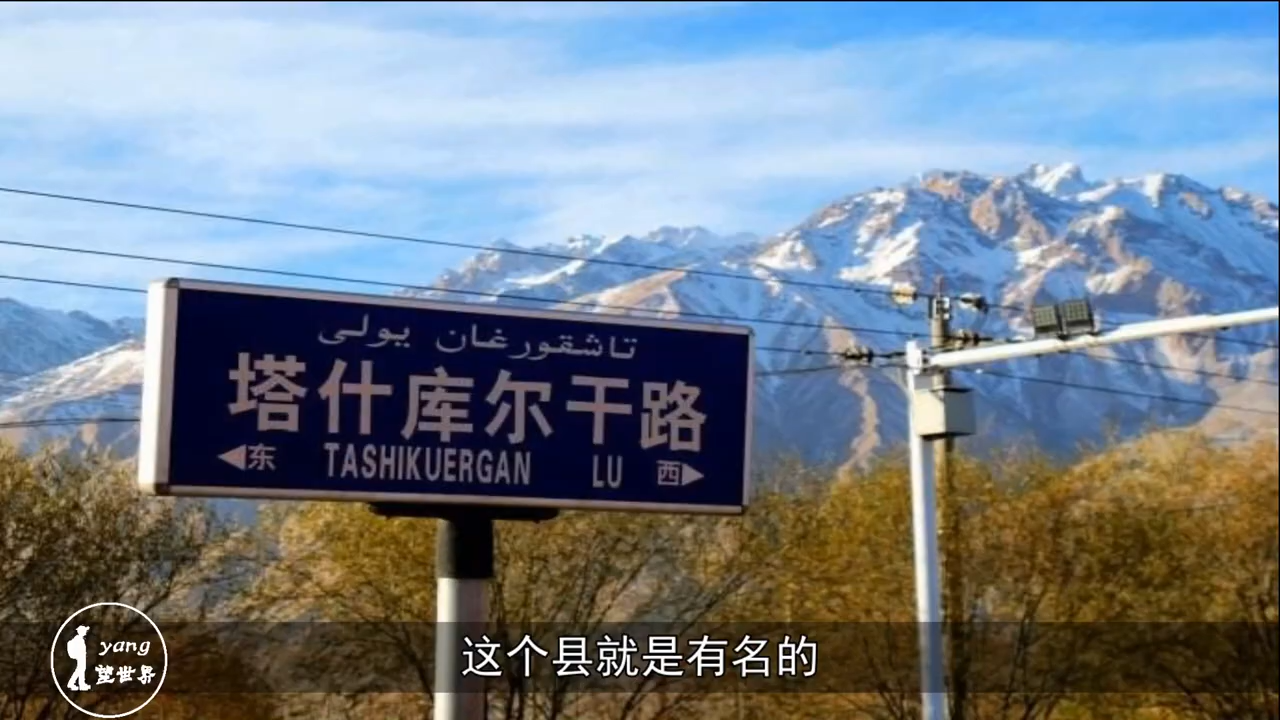 تاشقورغان يولى
塔什库尔干路
东 TASHIKUERGAN LU 西
这个县就是有名的
yang
望世界